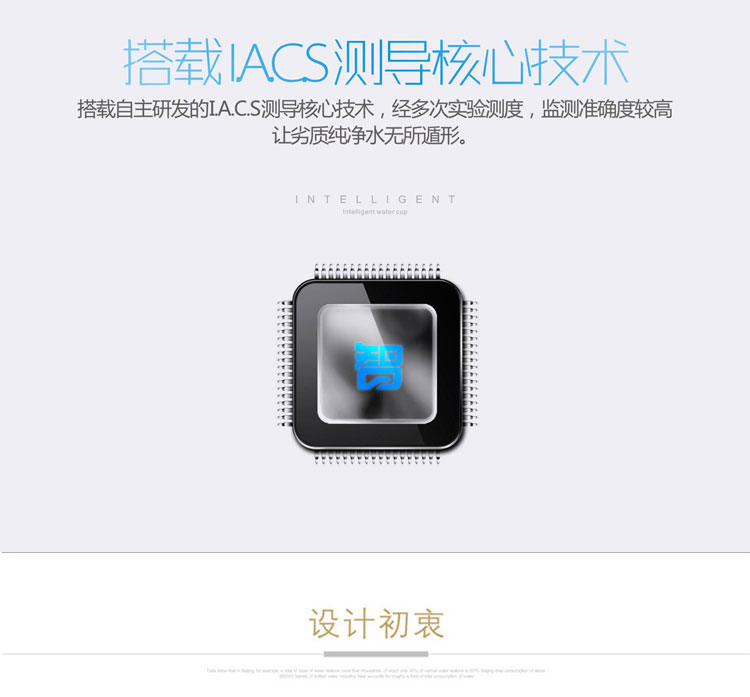 搭载I.A.C.S测导核心技术
搭载自主研发的I.A.C.S测导核心技术，经多次实验测度，监测准确度较高
让劣质纯净水无所遁形。
INTELLIGENT
Intelligent water cup
智
设计初衷